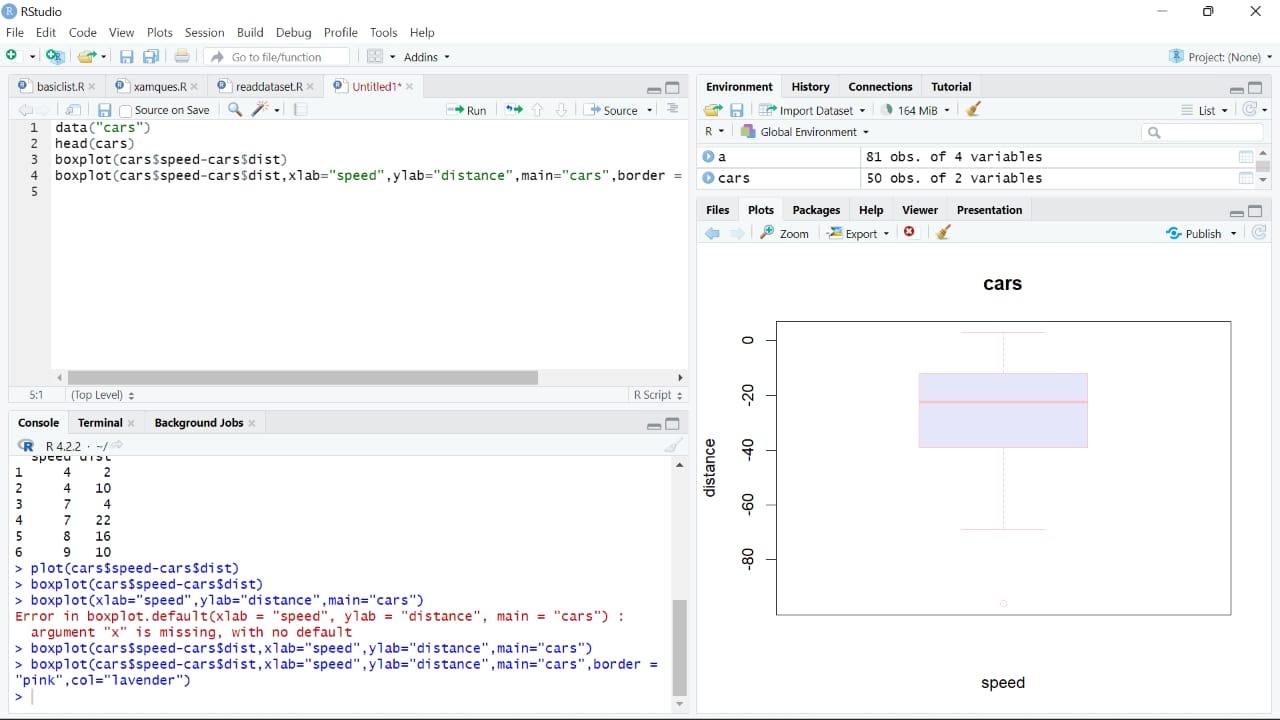 RStudio
File Edit Code View Plots Session Build Debug Profile Tools Help
Go to file/function Addins Project: (None)
basiclist.R xamques.R readdataset.R Untitled1*
Source on Save Run Source
1 data("cars")
2 head(cars)
3 boxplot(cars$speed-cars$dist)
4 boxplot(cars$speed-cars$dist,xlab="speed",ylab="distance",main="cars",border =
5
5:1 (Top Level) R Script
Console Terminal Background Jobs
R 4.2.2 · ~/
speed dist
1 4 2
2 4 10
3 7 4
4 7 22
5 8 16
6 9 10
> plot(cars$speed-cars$dist)
> boxplot(cars$speed-cars$dist)
> boxplot(xlab="speed",ylab="distance",main="cars")
Error in boxplot.default(xlab = "speed", ylab = "distance", main = "cars") :
argument "x" is missing, with no default
> boxplot(cars$speed-cars$dist,xlab="speed",ylab="distance",main="cars")
> boxplot(cars$speed-cars$dist,xlab="speed",ylab="distance",main="cars",border =
"pink",col="lavender")
>
Environment History Connections Tutorial
Import Dataset 164 MiB List
R Global Environment
a 81 obs. of 4 variables
cars 50 obs. of 2 variables
Files Plots Packages Help Viewer Presentation
Zoom Export Publish
cars
0
-20
-40
-60
-80
distance
speed